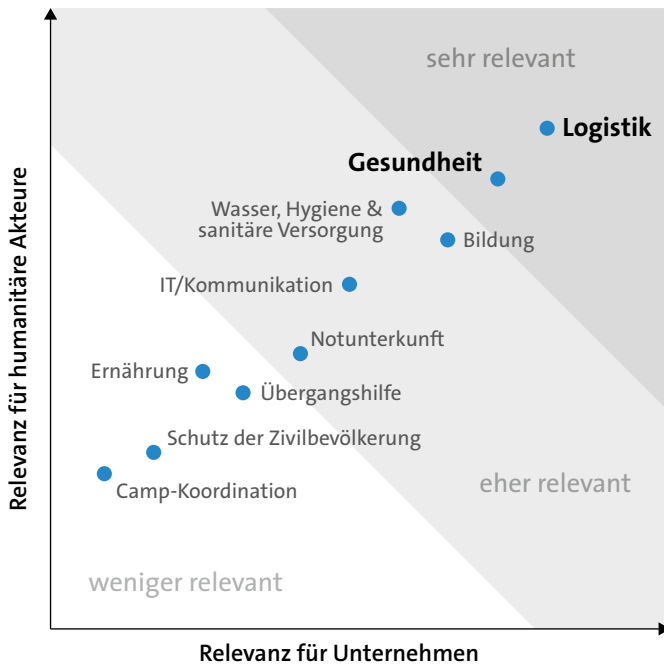 sehr relevant
Logistik
Gesundheit
Wasser, Hygiene &
sanitäre Versorgung
Bildung
IT/Kommunikation
Notunterkunft
Ernährung
Übergangshilfe
Schutz der Zivilbevölkerung
Camp-Koordination
eher relevant
weniger relevant
Relevanz für humanitäre Akteure
Relevanz für Unternehmen